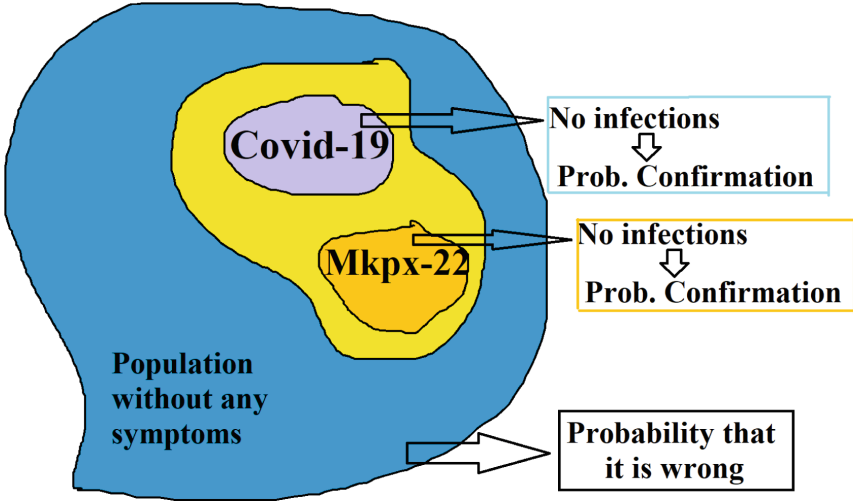 Covid-19
No infections
Prob. Confirmation
Mkpx-22
No infections
Prob. Confirmation
Population
without any
symptoms
Probability that
it is wrong